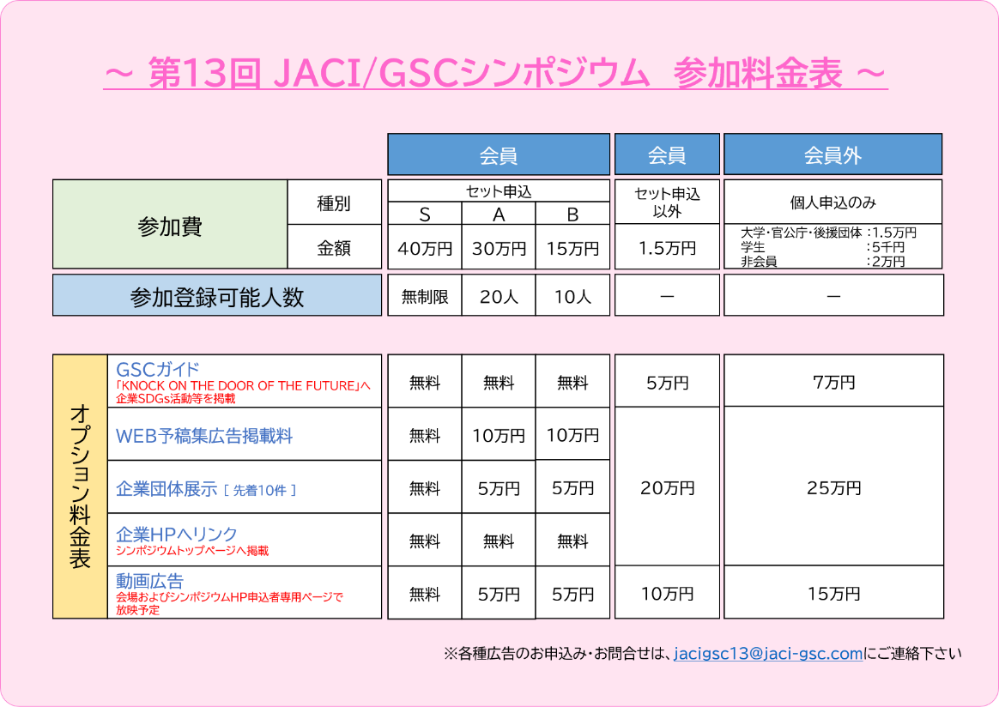 ～ 第13回 JACI/GSCシンポジウム 参加料金表 ～
会員 会員 会員外
参加費 種別 セット申込 セット申込 以外 個人申込のみ
S A B
金額 40万円 30万円 15万円 1.5万円 大学・官公庁・後援団体：1.5万円
学生 ：5千円
非会員 ：2万円
参加登録可能人数 無制限 20人 10人 － －
オプション料金表
GSCガイド 無料 無料 無料 5万円 7万円
「KNOCK ON THE DOOR OF THE FUTURE」へ
企業SDGs活動等を掲載
WEB予稿集広告掲載料 無料 10万円 10万円
企業団体展示 [ 先着10件 ] 無料 5万円 5万円 20万円 25万円
企業HPへリンク 無料 無料 無料
シンポジウムトップページへ掲載
動画広告 無料 5万円 5万円 10万円 15万円
会場およびシンポジウムHP申込者専用ページで
放映予定
※各種広告のお申込み・お問合せは、jacigsc13@jaci-gsc.comにご連絡下さい